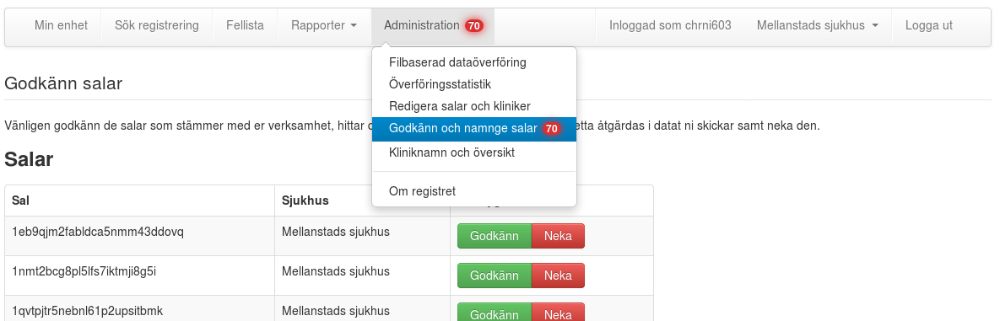 Min enhet Sök registrering Fellista Rapporter Administration 70 Inloggad som chrni603 Mellanstads sjukhus Logga ut
Filbaserad dataöverföring
Överföringsstatistik
Redigera salar och kliniker
Godkänn och namnge salar 70
Kliniknamn och översikt
Om registret
Godkänn salar
Vänligen godkänn de salar som stämmer med er verksamhet, hittar åtgärdas i datat ni skickar samt neka den.
Salar
Sal Sjukhus
1eb9qjm2fabldca5nmm43ddovq Mellanstads sjukhus Godkänn Neka
1nmt2bcg8pl5lfs7iktmji8g5i Mellanstads sjukhus Godkänn Neka
1qvtpjtr5nebnl61p2upsitbmk Mellanstads sjukhus Godkänn Neka